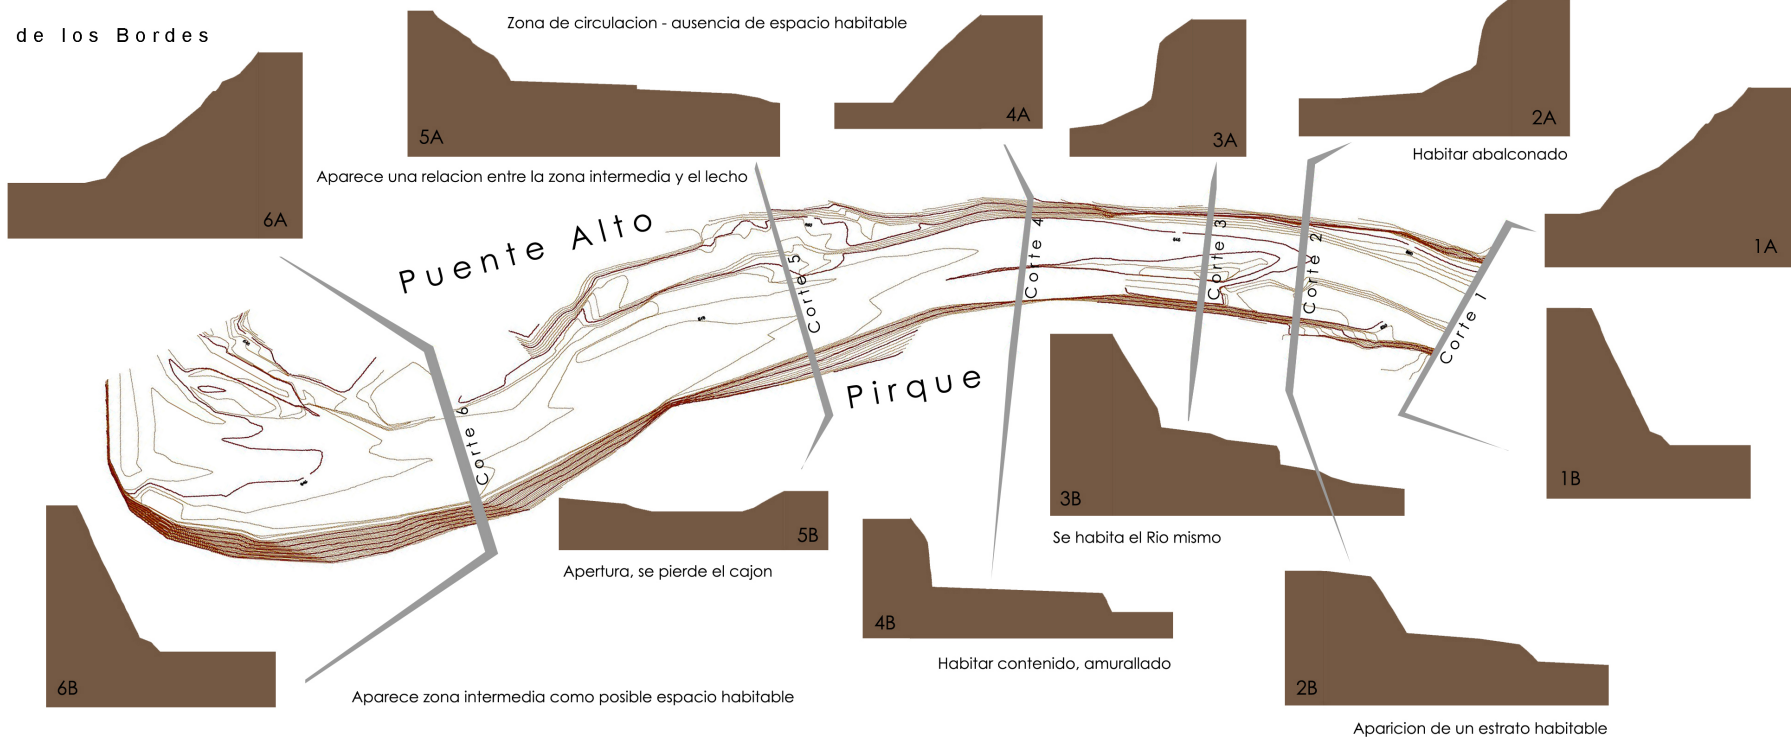 de los Bordes
Zona de circulacion - ausencia de espacio habitable
6A
5A
4A
3A
2A
1A
Habitar abalconado
Aparece una relacion entre la zona intermedia y el lecho
Puente Alto
Pirque
Corte 6
Corte 5
Corte 4
Corte 3
Corte 2
Corte 1
6B
5B
4B
3B
2B
1B
Se habita el Rio mismo
Apertura, se pierde el cajon
Habitar contenido, amurallado
Aparece zona intermedia como posible espacio habitable
Aparicion de un estrato habitable